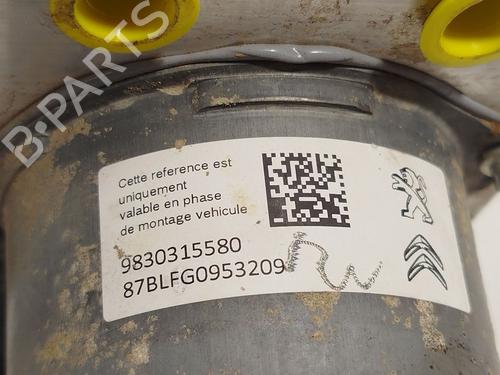 B-PARTS
Cette reference est
uniquement
valable en phase
de montage vehicule
9830315580
87BLFG0953209